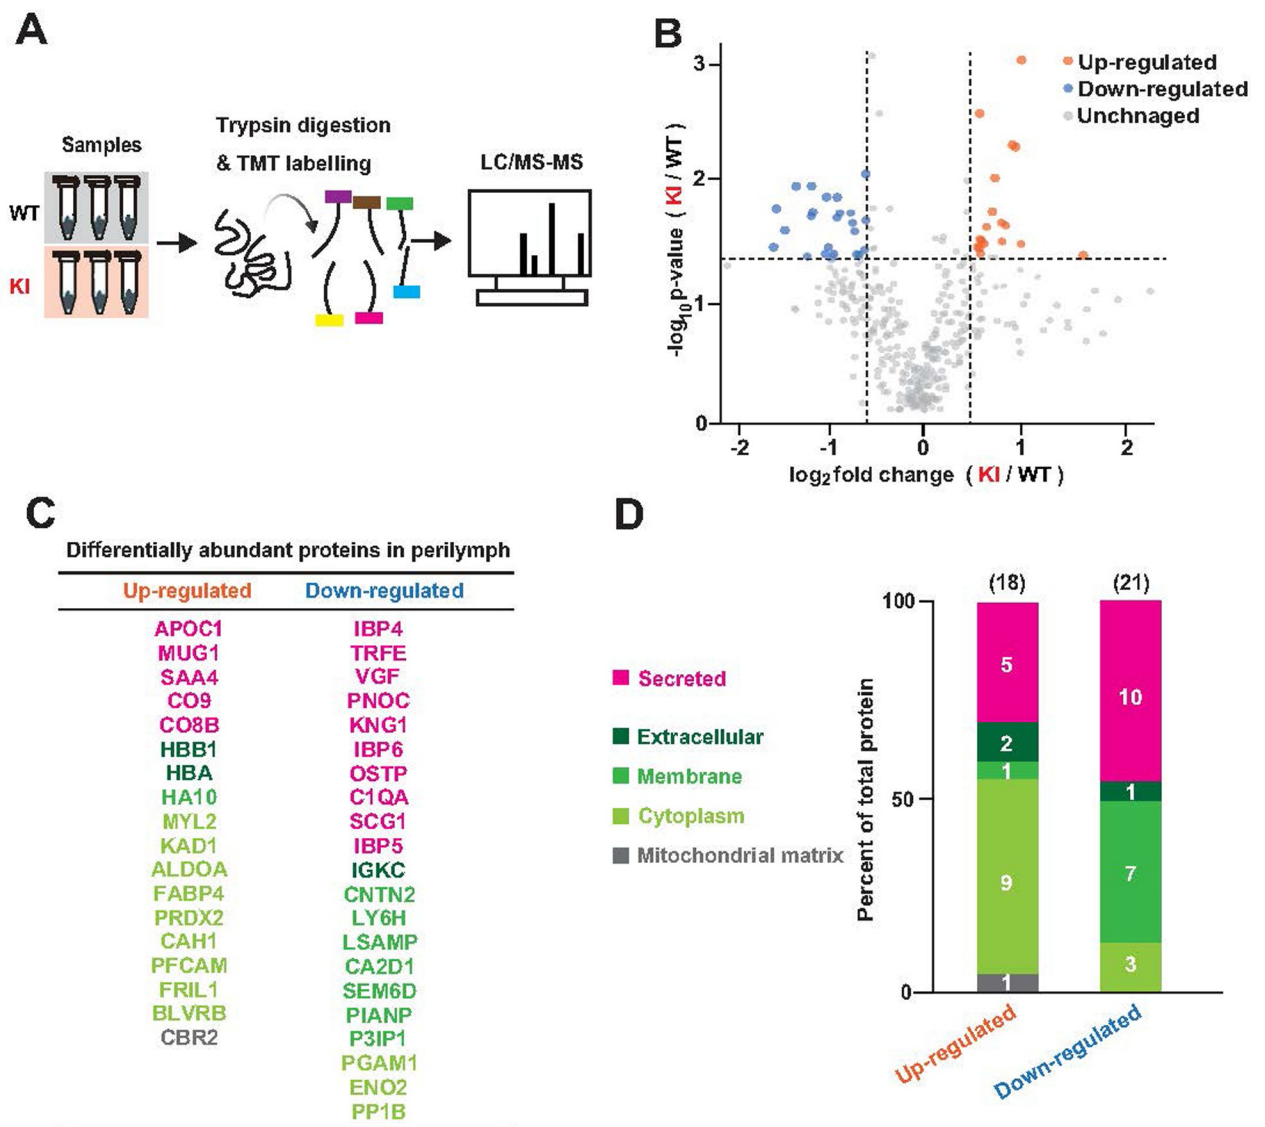 A
Samples
WT
KI
Trypsin digestion
& TMT labelling
LC/MS-MS
B
Up-regulated
Down-regulated
Unchnaged
-log10p-value ( KI / WT )
3
2
1
0
-2 -1 0 1 2
log2fold change ( KI / WT )
C
Differentially abundant proteins in perilymph
Up-regulated Down-regulated
APOC1 IBP4
MUG1 TRFE
SAA4 VGF
CO9 PNOC
CO8B KNG1
HBB1 IBP6
HBA OSTP
HA10 C1QA
MYL2 SCG1
KAD1 IBP5
ALDOA IGKC
FABP4 CNTN2
PRDX2 LY6H
CAH1 LSAMP
PFCAM CA2D1
FRIL1 SEM6D
BLVRB PIANP
CBR2 P3IP1
PGAM1
ENO2
PP1B
D
Secreted
Extracellular
Membrane
Cytoplasm
Mitochondrial matrix
Percent of total protein
100
50
0
(18) (21)
5
2
1
9
1
10
1
7
3
Up-regulated
Down-regulated